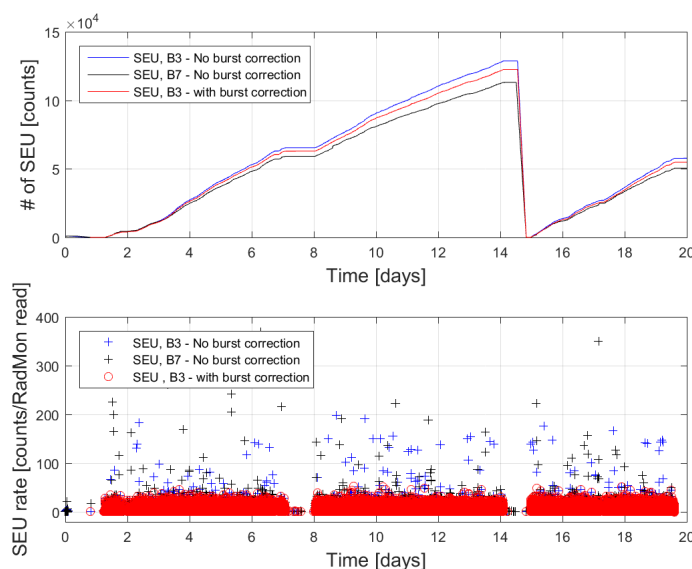 15 × 10⁴
SEU, B3 - No burst correction
SEU, B7 - No burst correction
SEU, B3 - with burst correction
# of SEU [counts]
10
5
0
0 2 4 6 8 10 12 14 16 18 20
Time [days]
400
SEU, B3 - No burst correction
SEU, B7 - No burst correction
SEU , B3 - with burst correction
SEU rate [counts/RadMon read]
300
200
100
0
0 2 4 6 8 10 12 14 16 18 20
Time [days]